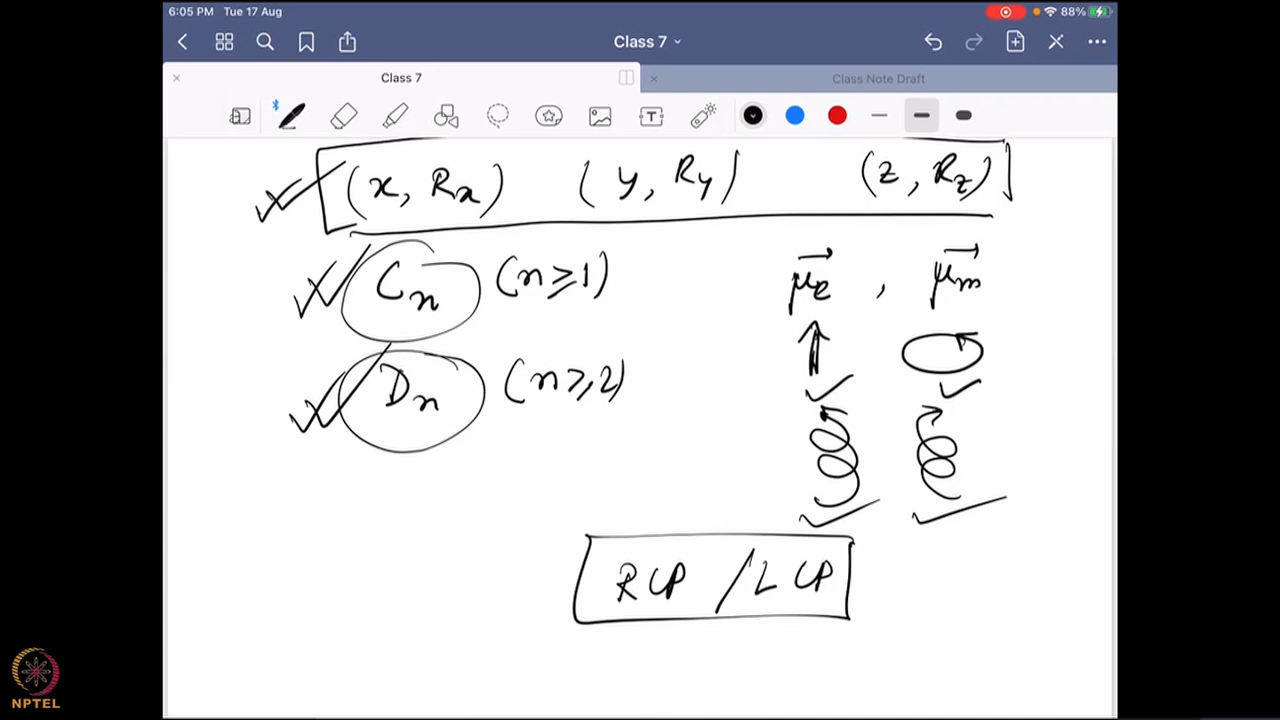 6:05 PM Tue 17 Aug 88%
Class 7
Class 7 Class Note Draft
T
(x, Rx) (y, Ry) (z, Rz)
Cn (n≥1) μe , μm
Dn (n≥2)
RCP / LCP
NPTEL